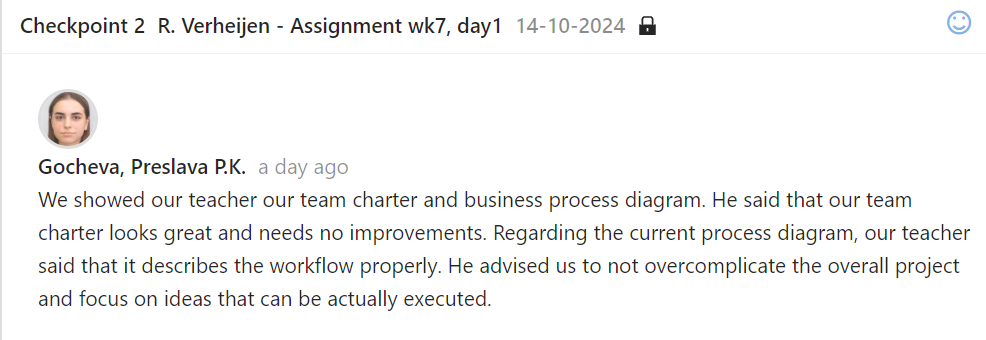 Checkpoint 2 R. Verheijen - Assignment wk7, day1 14-10-2024
Gocheva, Preslava P.K. a day ago
We showed our teacher our team charter and business process diagram. He said that our team
charter looks great and needs no improvements. Regarding the current process diagram, our teacher
said that it describes the workflow properly. He advised us to not overcomplicate the overall project
and focus on ideas that can be actually executed.